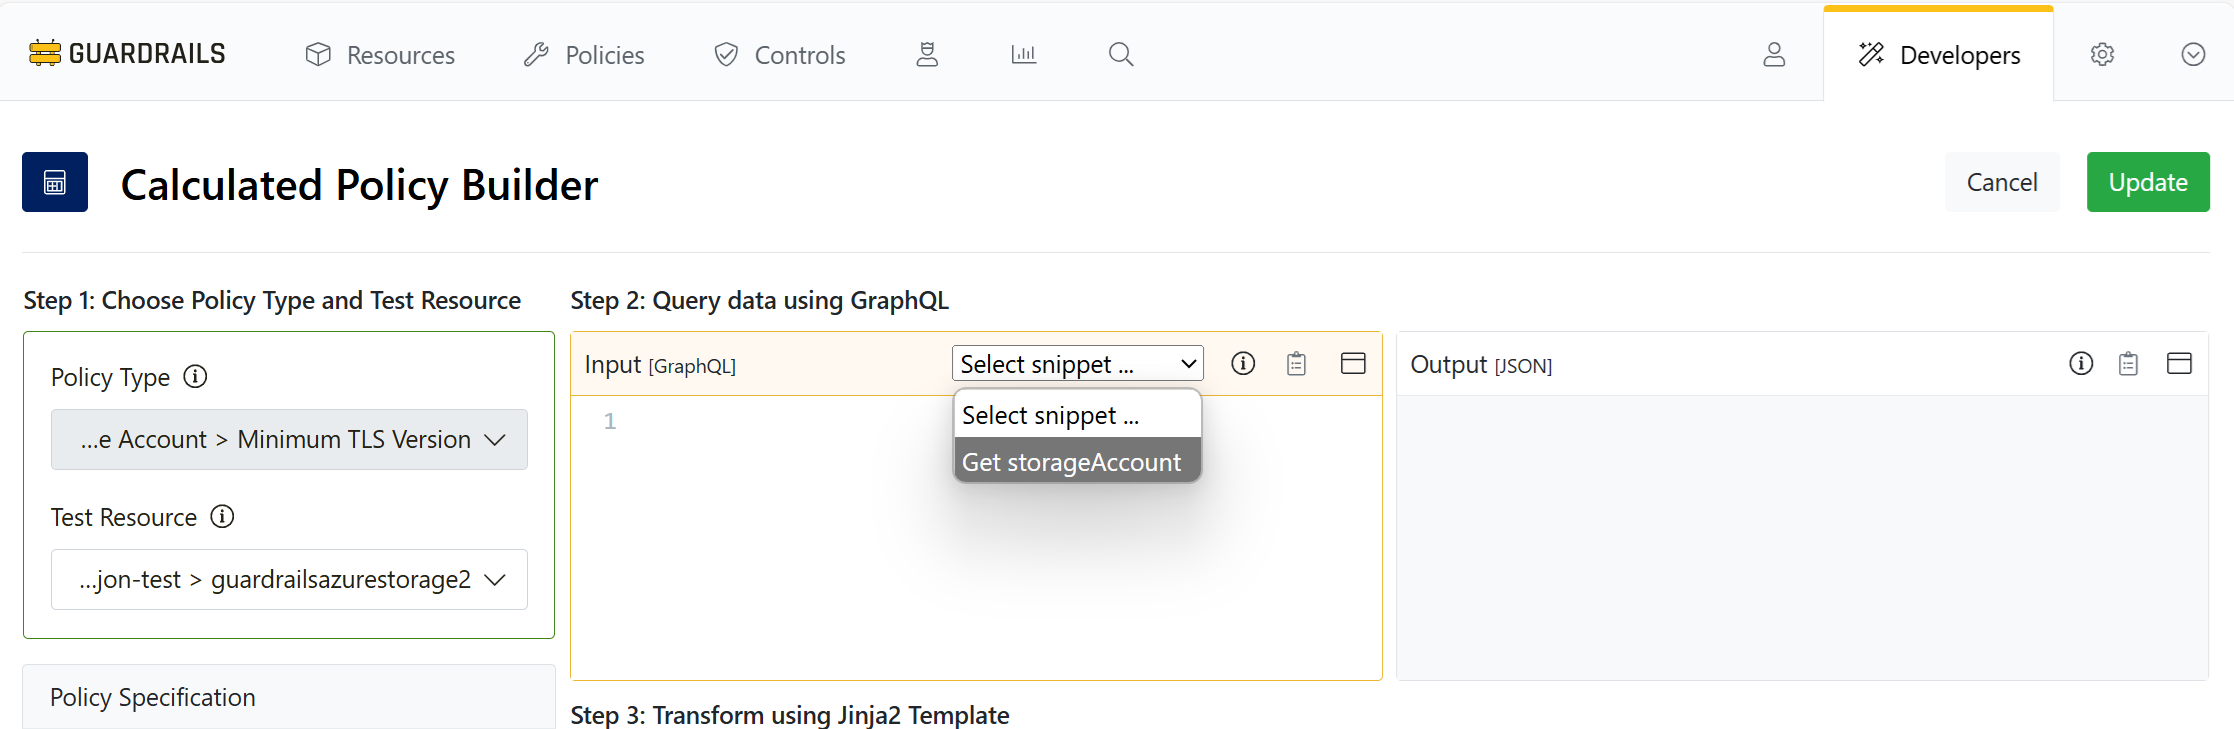 GUARDRAILS Resources Policies Controls Developers
Calculated Policy Builder Cancel Update
Step 1: Choose Policy Type and Test Resource
Policy Type
...e Account > Minimum TLS Version
Test Resource
...jon-test > guardrailsazurestorage2
Policy Specification
Step 2: Query data using GraphQL
Input [GraphQL] Select snippet ...
Select snippet ...
Get storageAccount
1
Output [JSON]
Step 3: Transform using Jinja2 Template